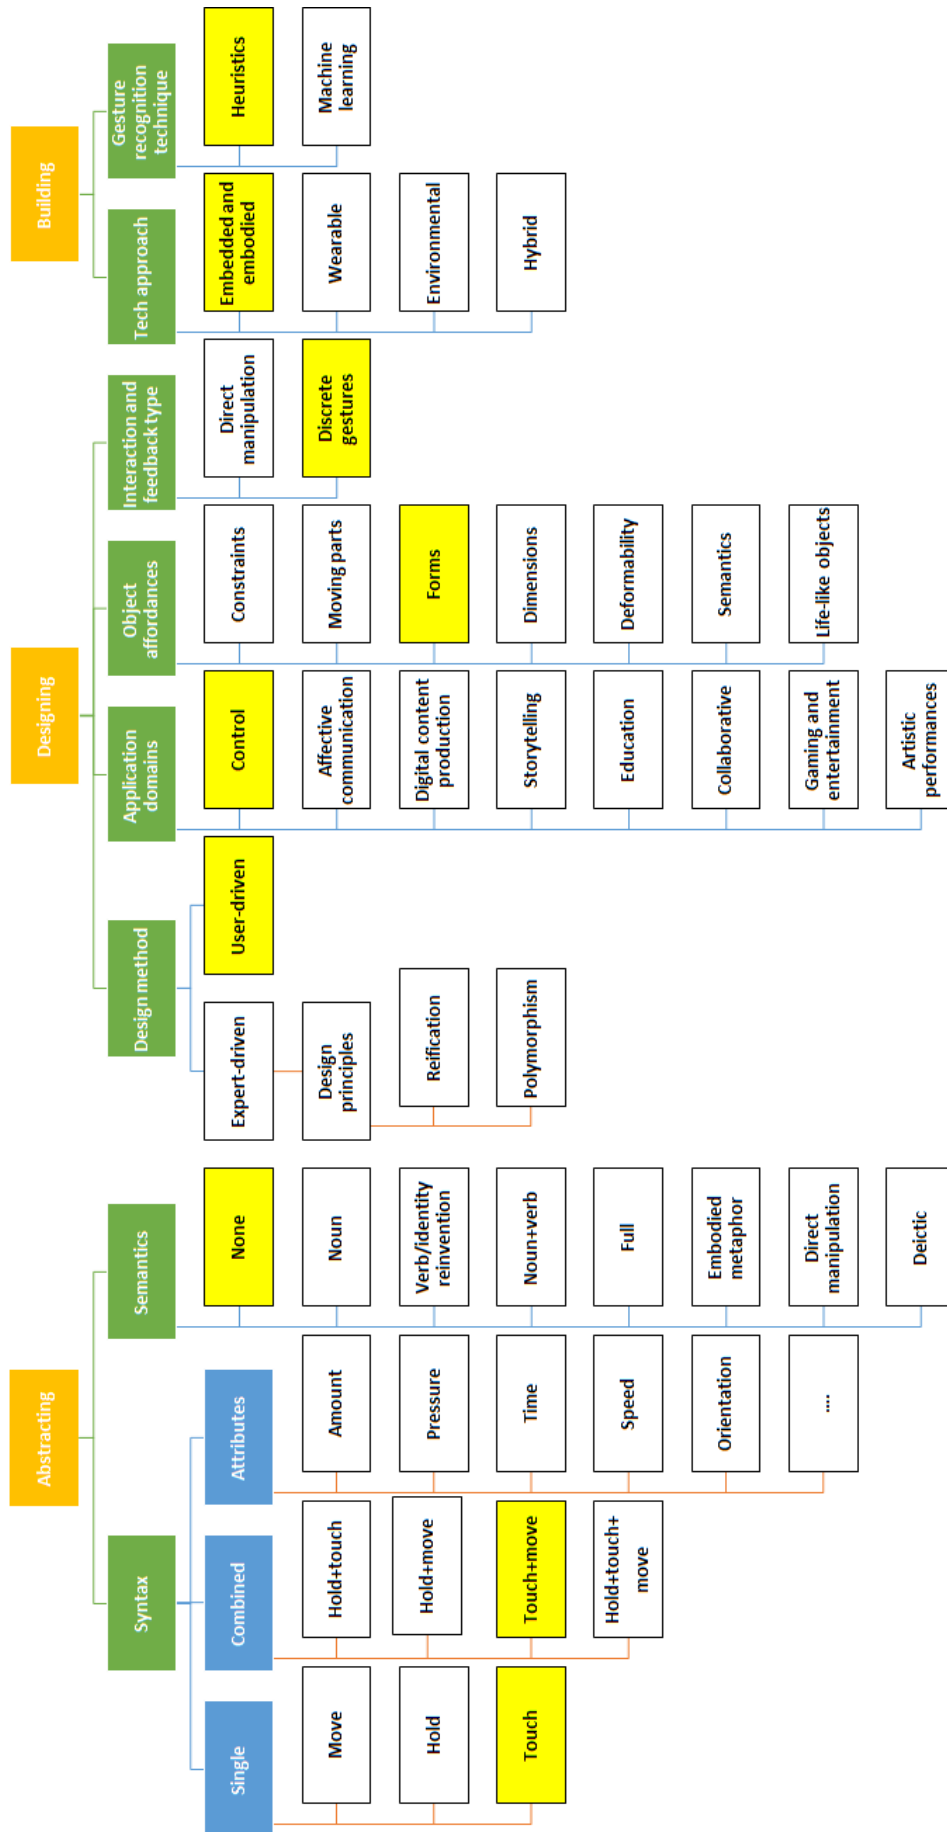 Abstracting
Syntax
Single
Move
Hold
Touch
Combined
Hold+touch
Hold+move
Touch+move
Hold+touch+
move
Attributes
Amount
Pressure
Time
Speed
Orientation
....
Semantics
None
Noun
Verb/identity
reinvention
Noun+verb
Full
Embodied
metaphor
Direct
manipulation
Deictic
Designing
Design method
Expert-driven
Design
principles
Reification
Polymorphism
User-driven
Application
domains
Control
Affective
communication
Digital content
production
Storytelling
Education
Collaborative
Gaming and
entertainment
Artistic
performances
Object
affordances
Constraints
Moving parts
Forms
Dimensions
Deformability
Semantics
Life-like objects
Interaction and
feedback type
Direct
manipulation
Discrete
gestures
Building
Tech approach
Embedded and
embodied
Wearable
Environmental
Hybrid
Gesture
recognition
technique
Heuristics
Machine
learning